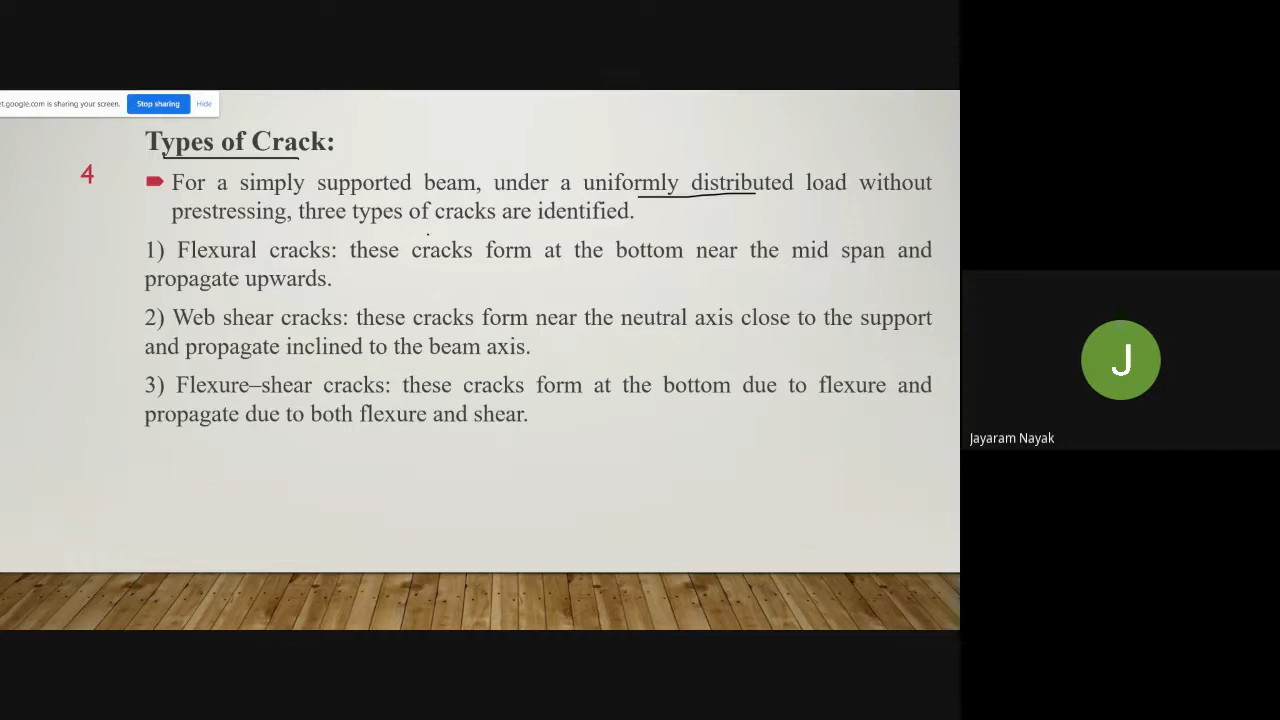 et.google.com is sharing your screen. Stop sharing Hide
Types of Crack:
4
For a simply supported beam, under a uniformly distributed load without
prestressing, three types of cracks are identified.
1) Flexural cracks: these cracks form at the bottom near the mid span and
propagate upwards.
2) Web shear cracks: these cracks form near the neutral axis close to the support
and propagate inclined to the beam axis.
3) Flexure–shear cracks: these cracks form at the bottom due to flexure and
propagate due to both flexure and shear.
J
Jayaram Nayak